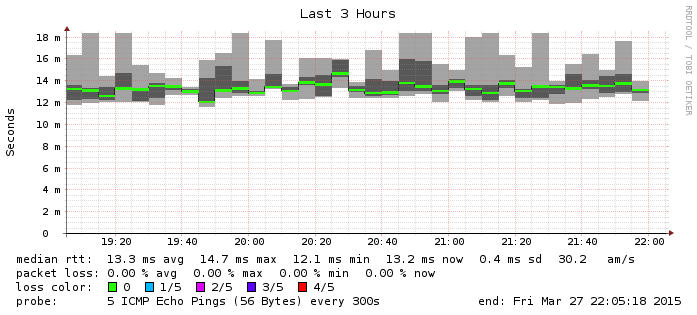 Last 3 Hours
RRDTOOL / TOBI OETIKER
Seconds
18 m
16 m
14 m
12 m
10 m
8 m
6 m
4 m
2 m
0
19:20 19:40 20:00 20:20 20:40 21:00 21:20 21:40 22:00
median rtt: 13.3 ms avg 14.7 ms max 12.1 ms min 13.2 ms now 0.4 ms sd 30.2 am/s
packet loss: 0.00 % avg 0.00 % max 0.00 % min 0.00 % now
loss color: 0 1/5 2/5 3/5 4/5
probe: 5 ICMP Echo Pings (56 Bytes) every 300s end: Fri Mar 27 22:05:18 2015